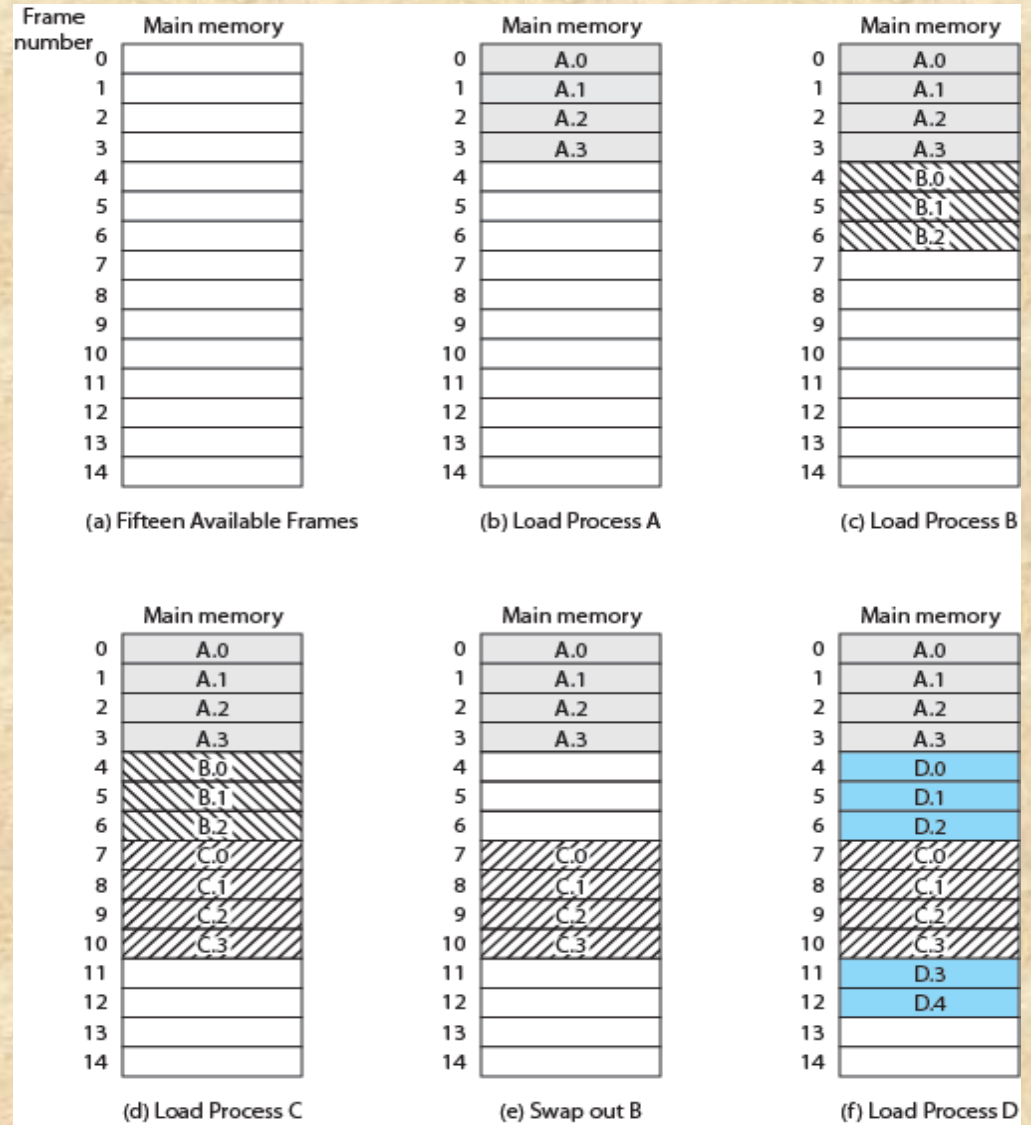 Frame
number
Main memory
0
1
2
3
4
5
6
7
8
9
10
11
12
13
14
(a) Fifteen Available Frames
Main memory
0 A.0
1 A.1
2 A.2
3 A.3
4
5
6
7
8
9
10
11
12
13
14
(b) Load Process A
Main memory
0 A.0
1 A.1
2 A.2
3 A.3
4 B.0
5 B.1
6 B.2
7
8
9
10
11
12
13
14
(c) Load Process B
Main memory
0 A.0
1 A.1
2 A.2
3 A.3
4 B.0
5 B.1
6 B.2
7 C.0
8 C.1
9 C.2
10 C.3
11
12
13
14
(d) Load Process C
Main memory
0 A.0
1 A.1
2 A.2
3 A.3
4
5
6
7 C.0
8 C.1
9 C.2
10 C.3
11
12
13
14
(e) Swap out B
Main memory
0 A.0
1 A.1
2 A.2
3 A.3
4 D.0
5 D.1
6 D.2
7 C.0
8 C.1
9 C.2
10 C.3
11 D.3
12 D.4
13
14
(f) Load Process D